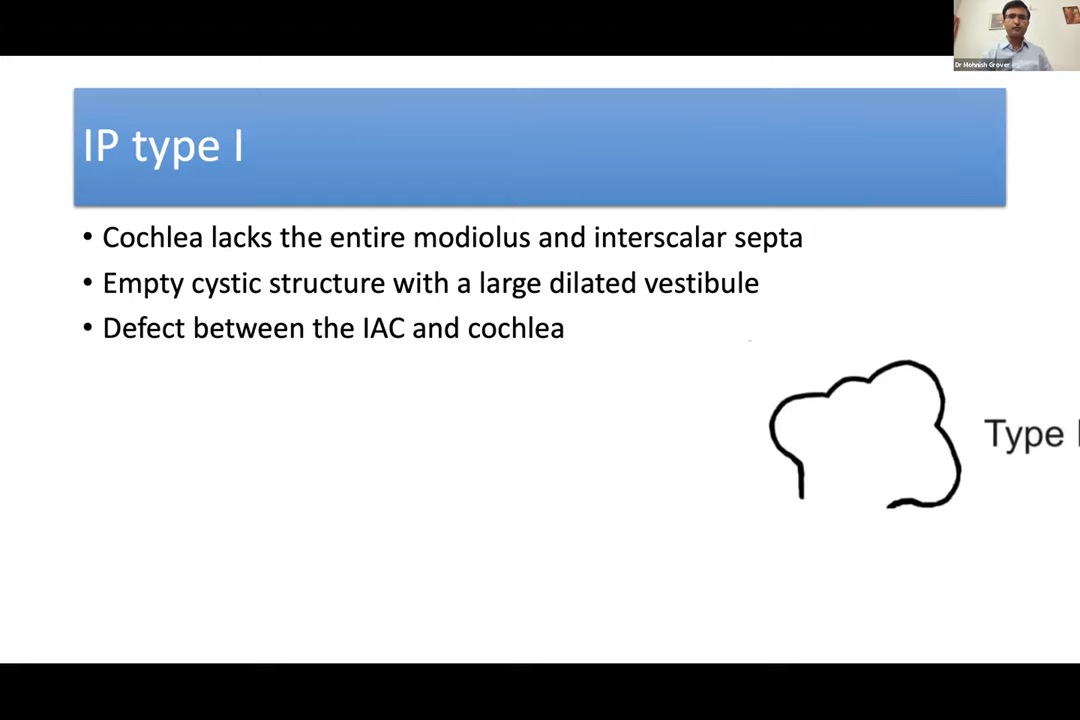 Dr Mohnish Grover
IP type I
• Cochlea lacks the entire modiolus and interscalar septa
• Empty cystic structure with a large dilated vestibule
• Defect between the IAC and cochlea
Type